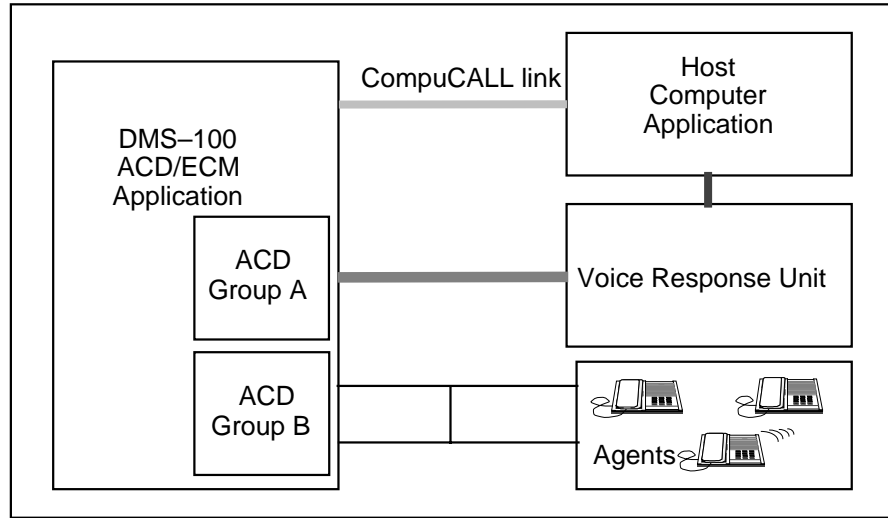 DMS–100
ACD/ECM
Application
ACD
Group A
ACD
Group B
CompuCALL link
Host
Computer
Application
Voice Response Unit
Agents